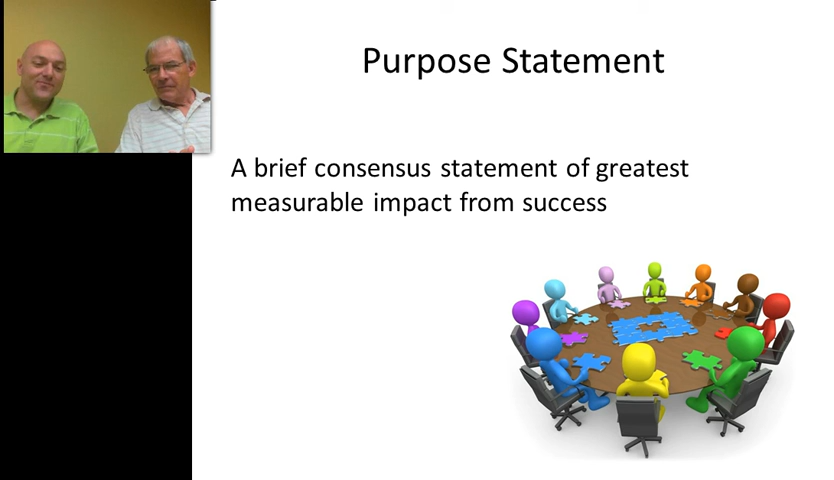 Purpose Statement
A brief consensus statement of greatest
measurable impact from success